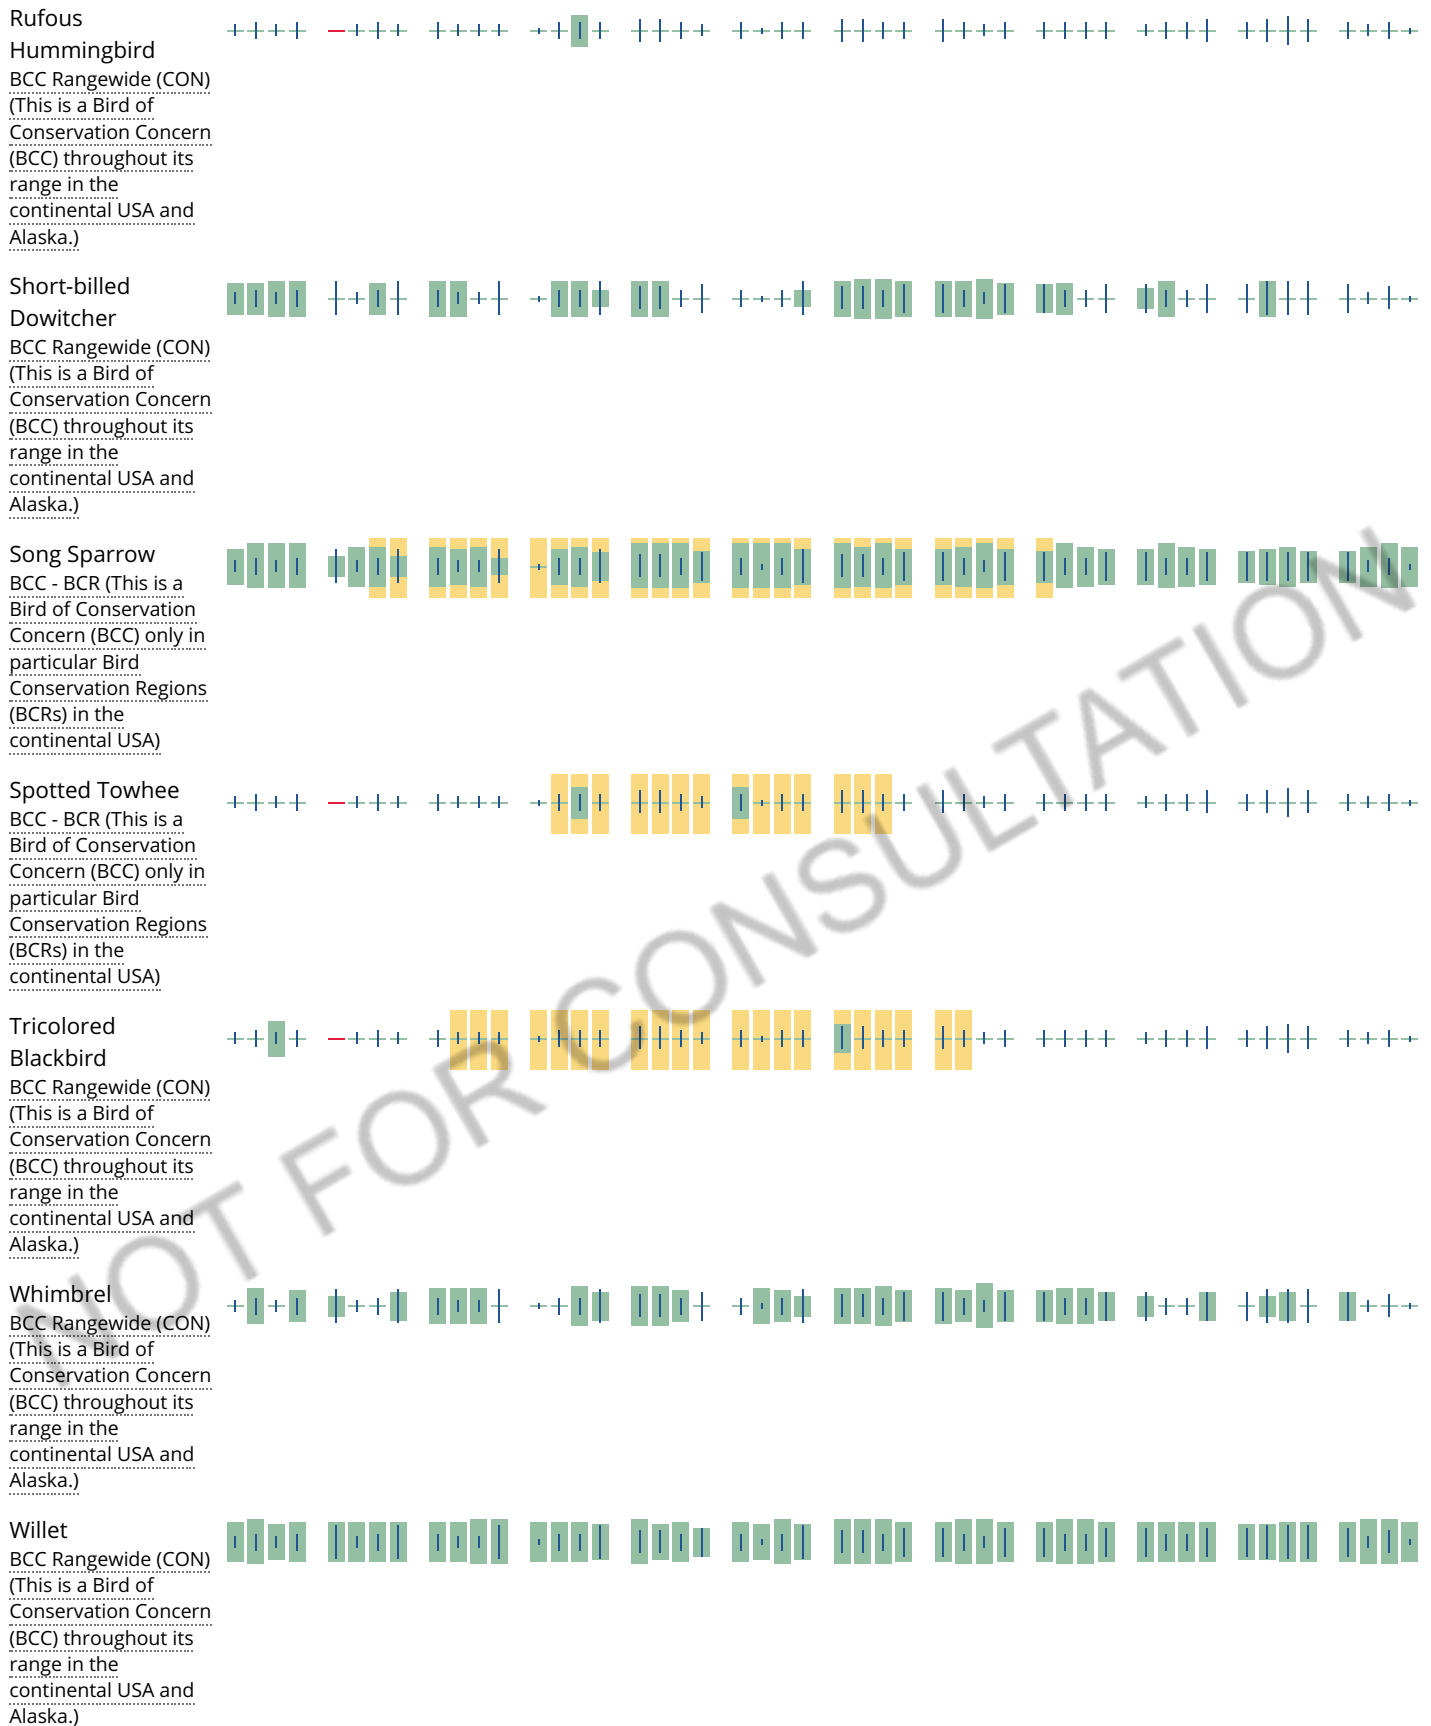 Rufous
Hummingbird
BCC Rangewide (CON)
(This is a Bird of
Conservation Concern
(BCC) throughout its
range in the
continental USA and
Alaska.)
Short-billed
Dowitcher
BCC Rangewide (CON)
(This is a Bird of
Conservation Concern
(BCC) throughout its
range in the
continental USA and
Alaska.)
Song Sparrow
BCC - BCR (This is a
Bird of Conservation
Concern (BCC) only in
particular Bird
Conservation Regions
(BCRs) in the
continental USA)
Spotted Towhee
BCC - BCR (This is a
Bird of Conservation
Concern (BCC) only in
particular Bird
Conservation Regions
(BCRs) in the
continental USA)
Tricolored
Blackbird
BCC Rangewide (CON)
(This is a Bird of
Conservation Concern
(BCC) throughout its
range in the
continental USA and
Alaska.)
Whimbrel
BCC Rangewide (CON)
(This is a Bird of
Conservation Concern
(BCC) throughout its
range in the
continental USA and
Alaska.)
Willet
BCC Rangewide (CON)
(This is a Bird of
Conservation Concern
(BCC) throughout its
range in the
continental USA and
Alaska.)
NOT FOR CONSULTATION